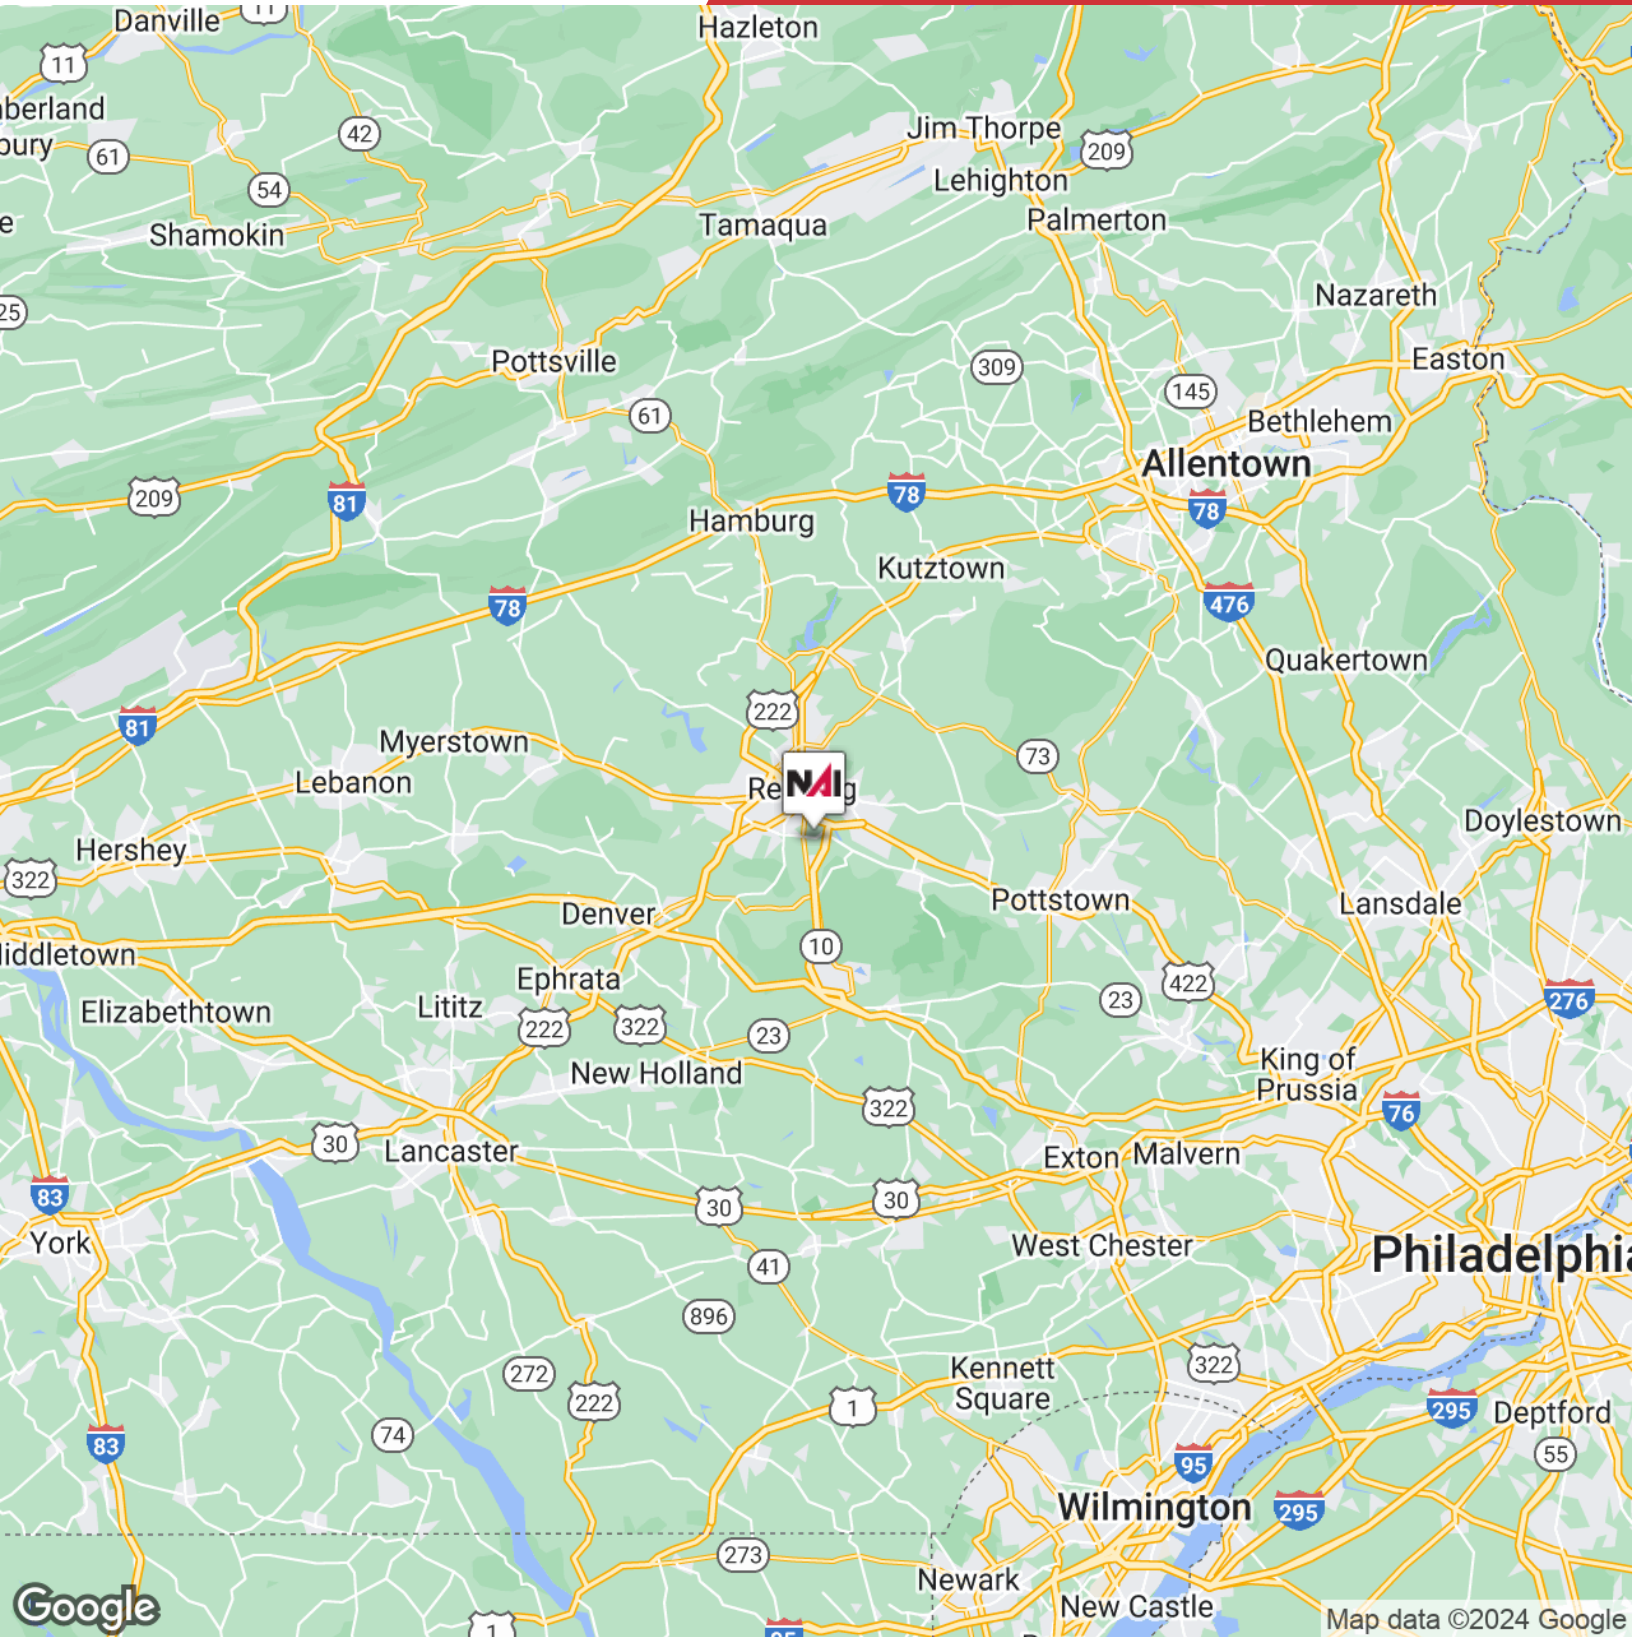 Danville
11
Hazleton
11
nberland
bury
61
42
54
Jim Thorpe
209
Lehighton
Palmerton
e
Shamokin
Tamaqua
25
Nazareth
Pottsville
309
Easton
145
61
Bethlehem
Allentown
209
81
78
78
Hamburg
Kutztown
78
476
Quakertown
222
81
Myerstown
73
Lebanon
Re
NAI
g
Doylestown
Hershey
322
Denver
Pottstown
Lansdale
10
iddletown
Ephrata
422
Elizabethtown
Lititz
23
276
222
322
23
New Holland
King of
Prussia
322
76
30
Lancaster
Exton
Malvern
83
30
30
York
West Chester
Philadelphia
41
896
322
272
Kennett
Square
222
1
295
Deptford
74
83
55
95
Wilmington
295
273
Newark
New Castle
Google
1
95
Map data ©2024 Google